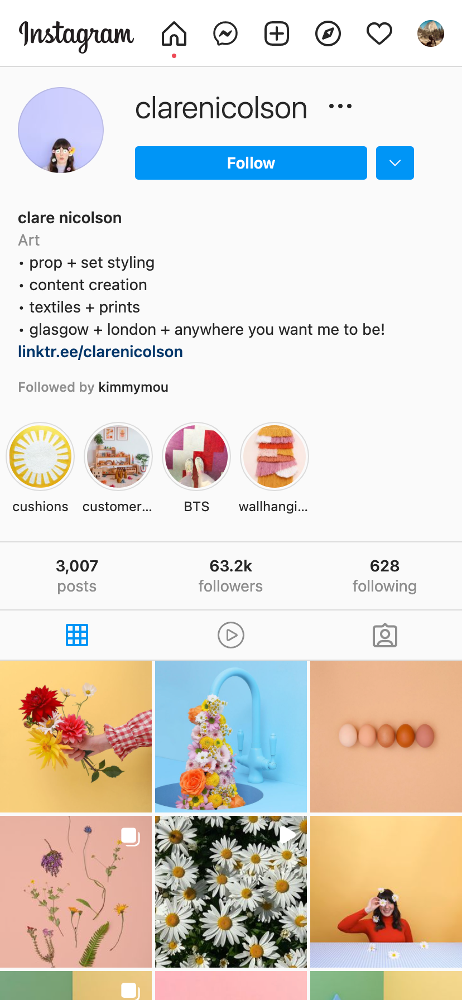 Instagram
clarenicolson ...
Follow
clare nicolson
Art
• prop + set styling
• content creation
• textiles + prints
• glasgow + london + anywhere you want me to be!
linktr.ee/clarenicolson
Followed by kimmymou
cushions customer... BTS wallhangi...
3,007 63.2k 628
posts followers following